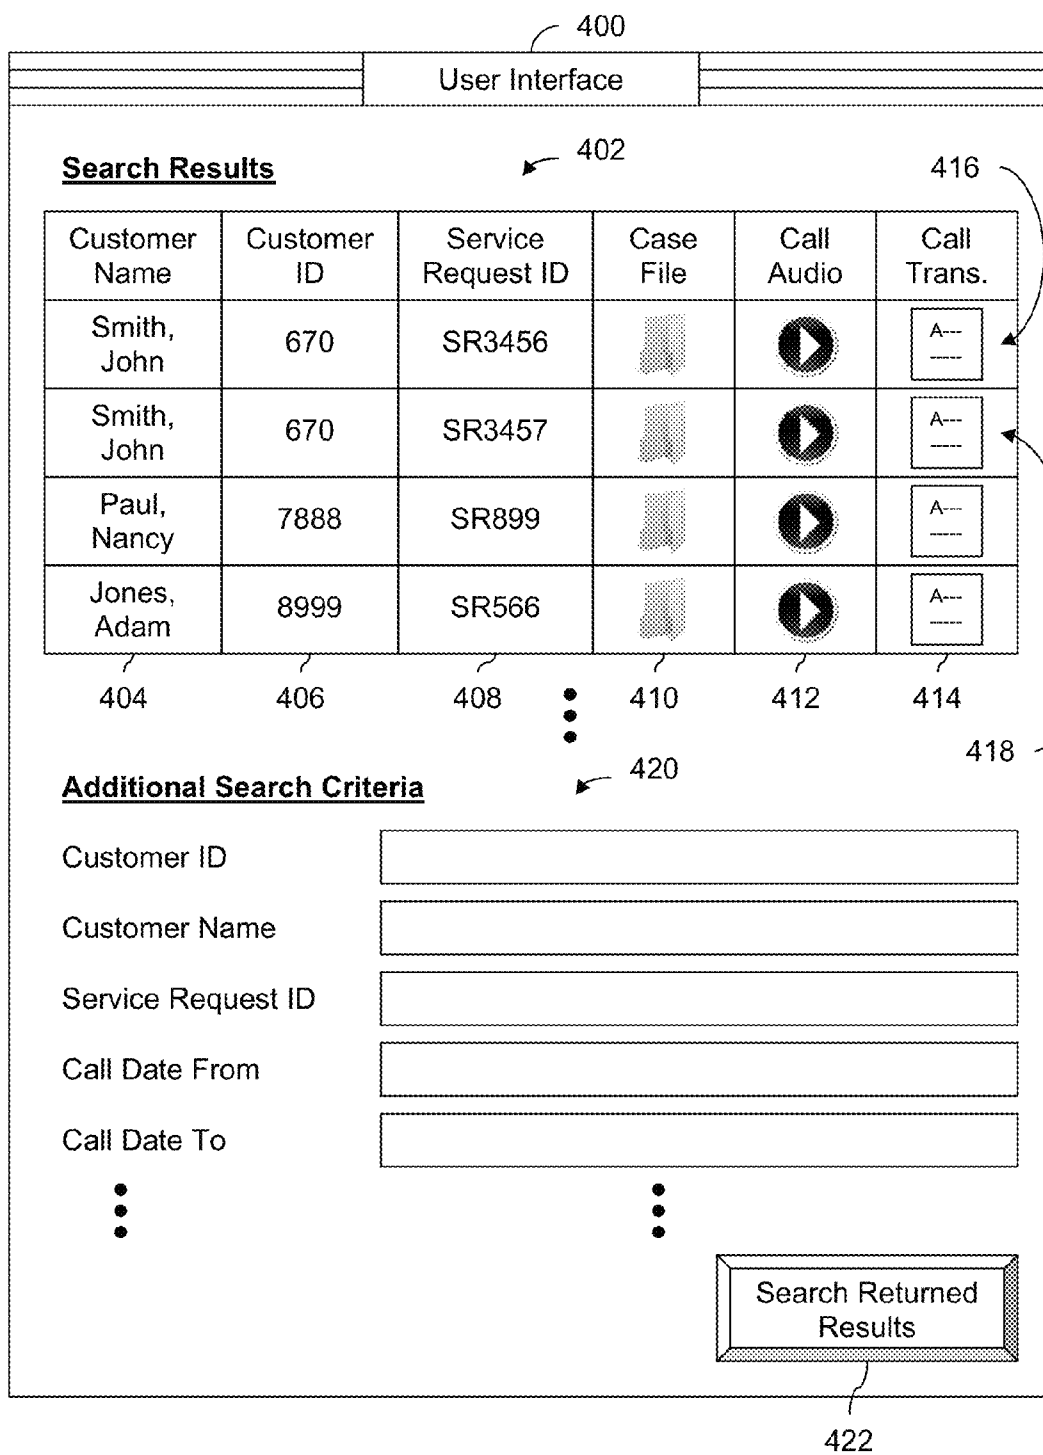 400
User Interface
402
Search Results
416
Customer Name
Customer ID
Service Request ID
Case File
Call Audio
Call Trans.
Smith, John
670
SR3456
A---
-----
Smith, John
670
SR3457
A---
-----
Paul, Nancy
7888
SR899
A---
-----
Jones, Adam
8999
SR566
A---
-----
404
406
408
410
412
414
418
420
Additional Search Criteria
Customer ID
Customer Name
Service Request ID
Call Date From
Call Date To
Search Returned
Results
422